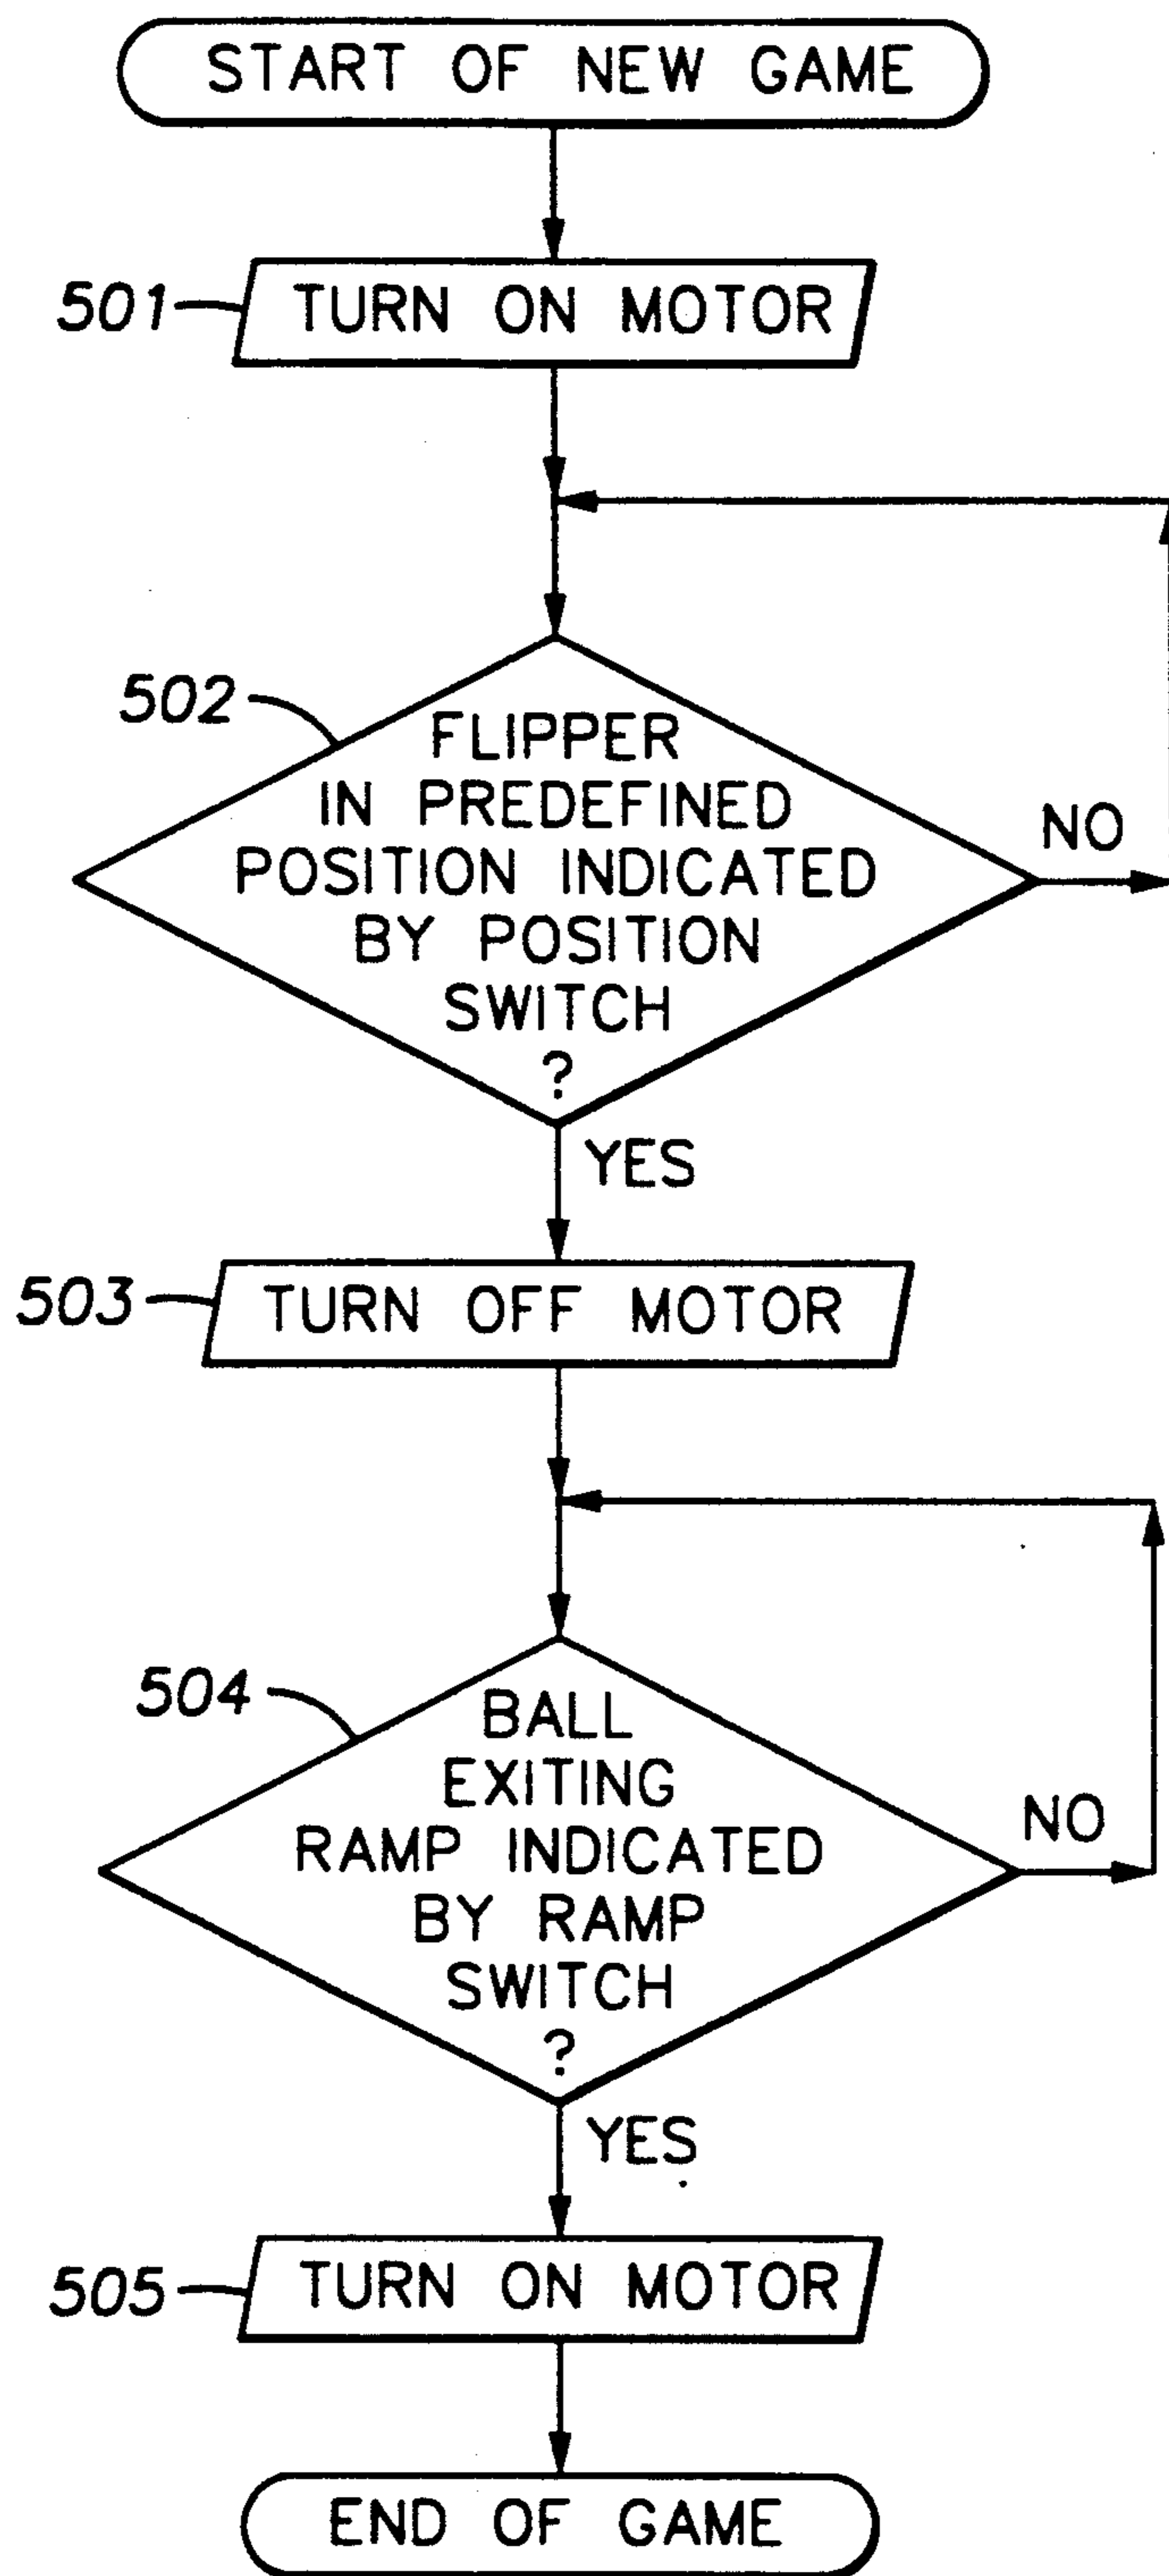 START OF NEW GAME
501
TURN ON MOTOR
502
FLIPPER
IN PREDEFINED
POSITION INDICATED
BY POSITION
SWITCH
?
NO
YES
503
TURN OFF MOTOR
504
BALL
EXITING
RAMP INDICATED
BY RAMP
SWITCH
?
NO
YES
505
TURN ON MOTOR
END OF GAME